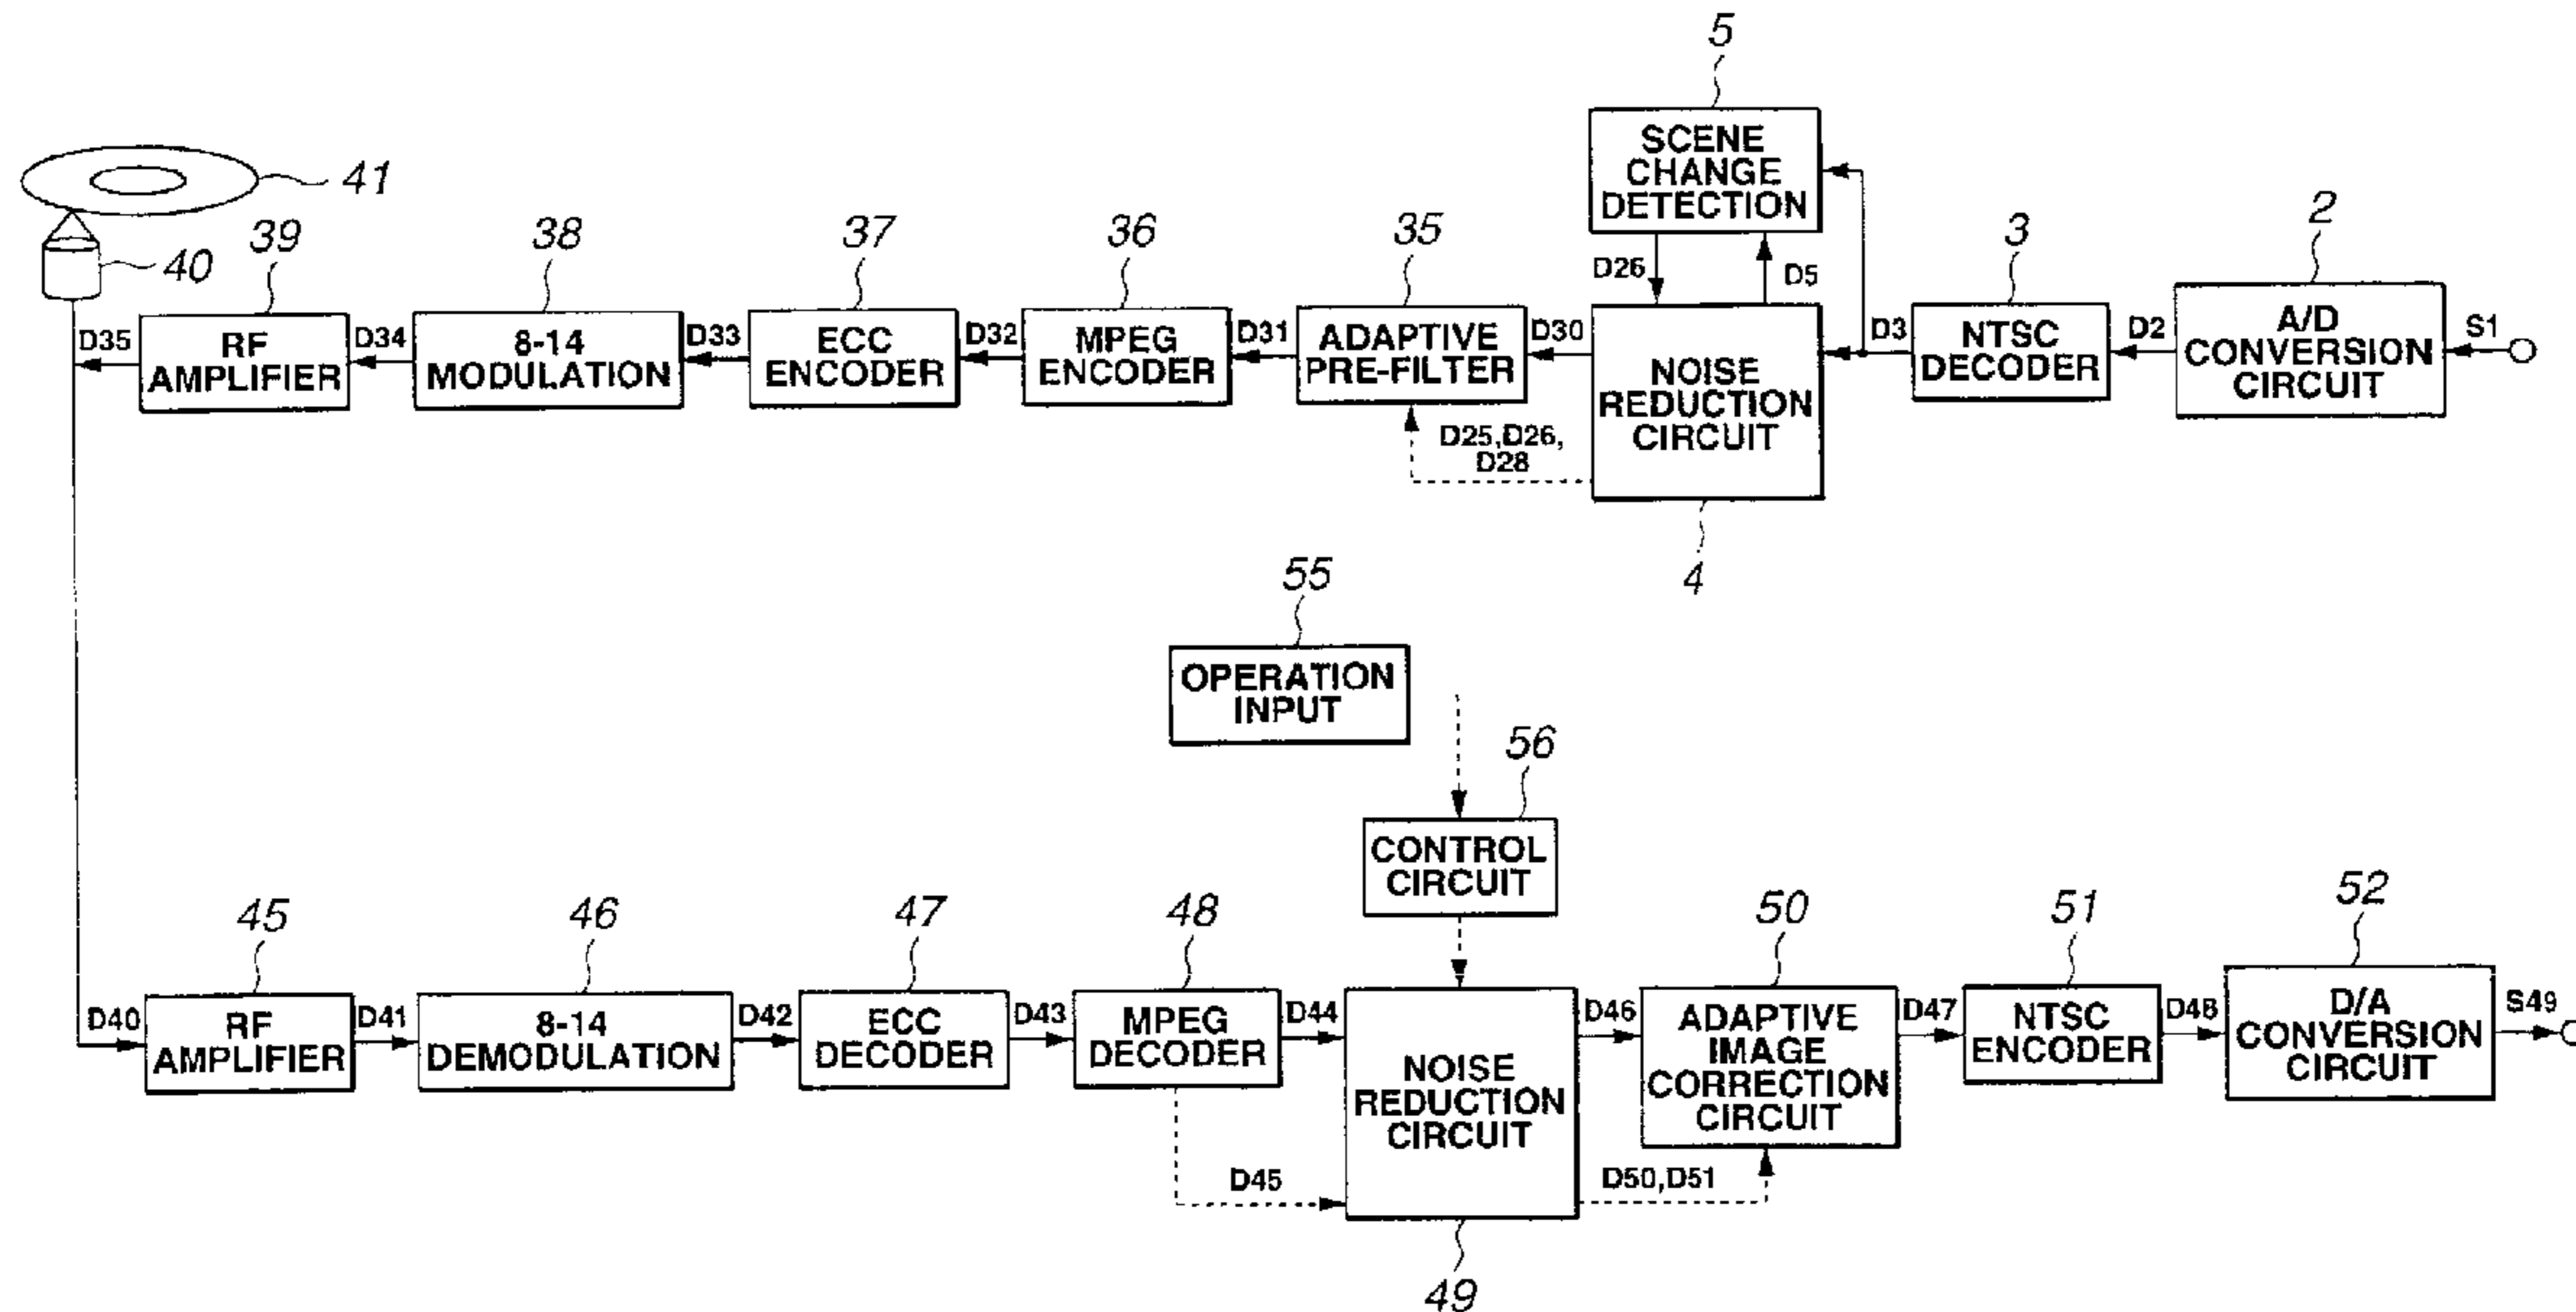 5
SCENE
CHANGE
DETECTION
41
40
39
38
37
36
35
3
2
D26
D5
D35
RF
AMPLIFIER
D34
8-14
MODULATION
D33
ECC
ENCODER
D32
MPEG
ENCODER
D31
ADAPTIVE
PRE-FILTER
D30
NOISE
REDUCTION
CIRCUIT
D3
NTSC
DECODER
D2
A/D
CONVERSION
CIRCUIT
S1
D25,D26,
D28
4
55
OPERATION
INPUT
56
CONTROL
CIRCUIT
45
46
47
48
50
51
52
D40
RF
AMPLIFIER
D41
8-14
DEMODULATION
D42
ECC
DECODER
D43
MPEG
DECODER
D44
NOISE
REDUCTION
CIRCUIT
D46
ADAPTIVE
IMAGE
CORRECTION
CIRCUIT
D47
NTSC
ENCODER
D48
D/A
CONVERSION
CIRCUIT
S49
D45
D50,D51
49